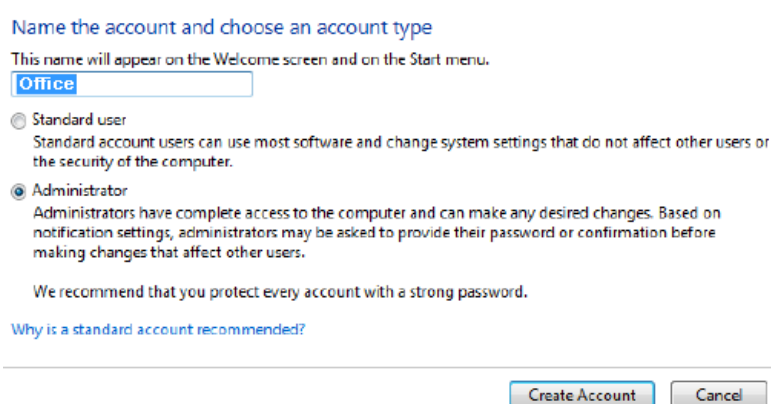 Name the account and choose an account type
This name will appear on the Welcome screen and on the Start menu.
Office
Standard user
Standard account users can use most software and change system settings that do not affect other users or
the security of the computer.
Administrator
Administrators have complete access to the computer and can make any desired changes. Based on
notification settings, administrators may be asked to provide their password or confirmation before
making changes that affect other users.
We recommend that you protect every account with a strong password.
Why is a standard account recommended?
Create Account Cancel